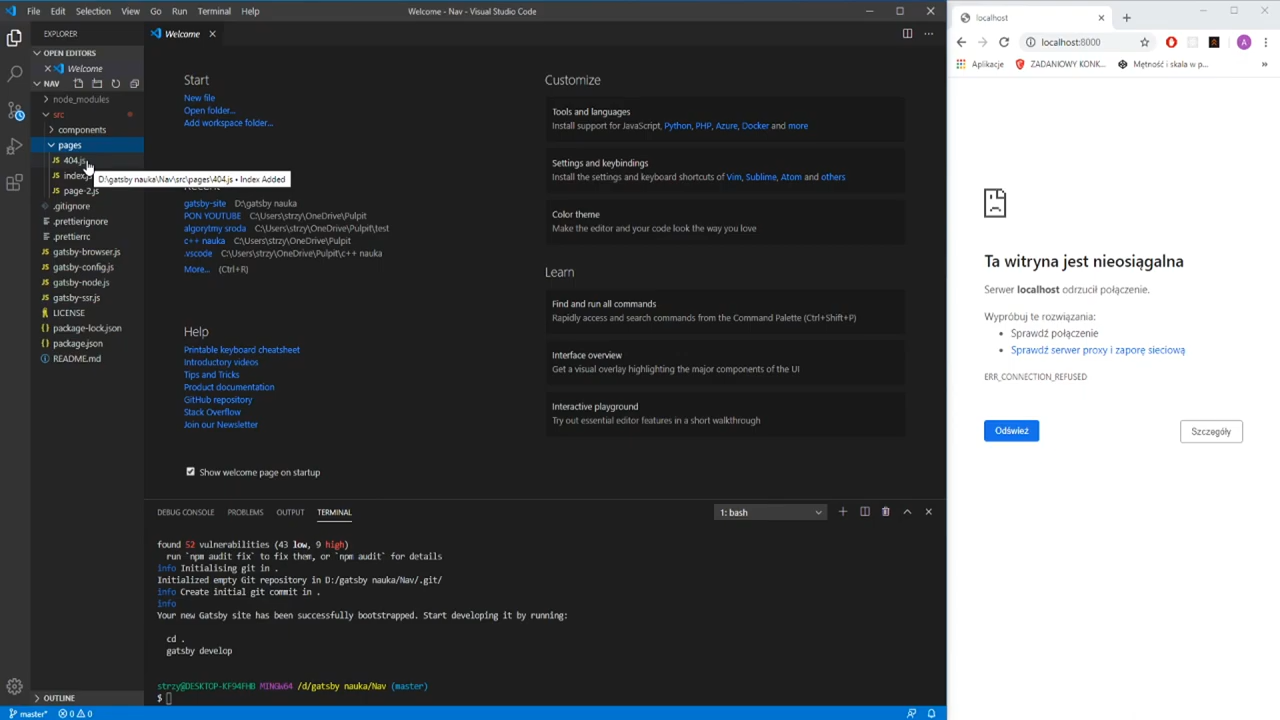 File Edit Selection View Go Run Terminal Help
Welcome - Nav - Visual Studio Code
EXPLORER
OPEN EDITORS
Welcome
NAV
node_modules
src
components
pages
404.js
D:\gatsby nauka\Nav\src\pages\404.js • Index Added
page-2.js
.gitignore
.prettierignore
.prettierrc
gatsby-browser.js
gatsby-config.js
gatsby-node.js
gatsby-ssr.js
LICENSE
package-lock.json
package.json
README.md
OUTLINE
Welcome
Start
New file
Open folder...
Add workspace folder...
Recent
gatsby-site D:\gatsby nauka
PON YOUTUBE C:\Users\strzy\OneDrive\Pulpit
algorytmy sroda C:\Users\strzy\OneDrive\Pulpit\test
c++ nauka C:\Users\strzy\OneDrive\Pulpit
.vscode C:\Users\strzy\OneDrive\Pulpit\c++ nauka
More... (Ctrl+R)
Help
Printable keyboard cheatsheet
Introductory videos
Tips and Tricks
Product documentation
GitHub repository
Stack Overflow
Join our Newsletter
Show welcome page on startup
Customize
Tools and languages
Install support for JavaScript, Python, PHP, Azure, Docker and more
Settings and keybindings
Install the settings and keyboard shortcuts of Vim, Sublime, Atom and others
Color theme
Make the editor and your code look the way you love
Learn
Find and run all commands
Rapidly access and search commands from the Command Palette (Ctrl+Shift+P)
Interface overview
Get a visual overlay highlighting the major components of the UI
Interactive playground
Try out essential editor features in a short walkthrough
DEBUG CONSOLE PROBLEMS OUTPUT TERMINAL
1: bash
found 52 vulnerabilities (43 low, 9 high)
run `npm audit fix` to fix them, or `npm audit` for details
info Initialising git in .
Initialized empty Git repository in D:/gatsby nauka/Nav/.git/
info Create initial git commit in .
info
Your new Gatsby site has been successfully bootstrapped. Start developing it by running:
cd .
gatsby develop
strzy@DESKTOP-KF94FHB MINGW64 /d/gatsby nauka/Nav (master)
$
master* 0 0
localhost
localhost:8000
A
Aplikacje ZADANIOWY KONK... Mętność i skala w p... »
Ta witryna jest nieosiągalna
Serwer localhost odrzucił połączenie.
Wypróbuj te rozwiązania:
Sprawdź połączenie
Sprawdź serwer proxy i zaporę sieciową
ERR_CONNECTION_REFUSED
Odśwież
Szczegóły